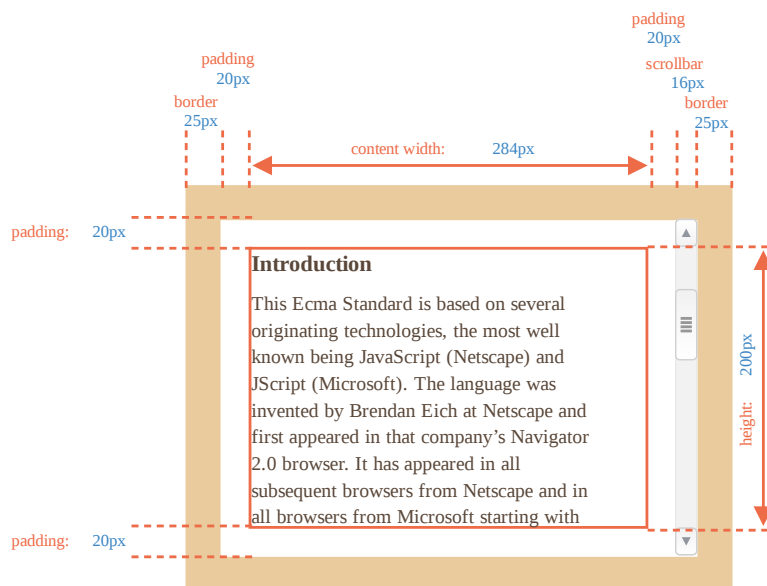 padding
20px
padding
20px
scrollbar
16px
border
25px
border
25px
content width: 284px
padding: 20px
Introduction
This Ecma Standard is based on several
originating technologies, the most well
known being JavaScript (Netscape) and
JScript (Microsoft). The language was
invented by Brendan Eich at Netscape and
first appeared in that company’s Navigator
2.0 browser. It has appeared in all
subsequent browsers from Netscape and in
all browsers from Microsoft starting with
height: 200px
padding: 20px